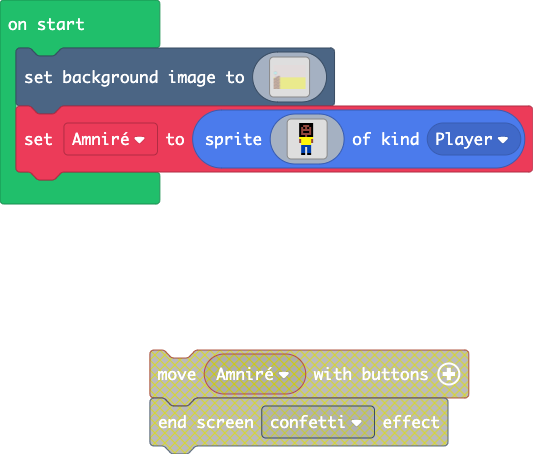 on start
set background image to
set Amniré to sprite of kind Player
move Amniré with buttons
end screen confetti effect